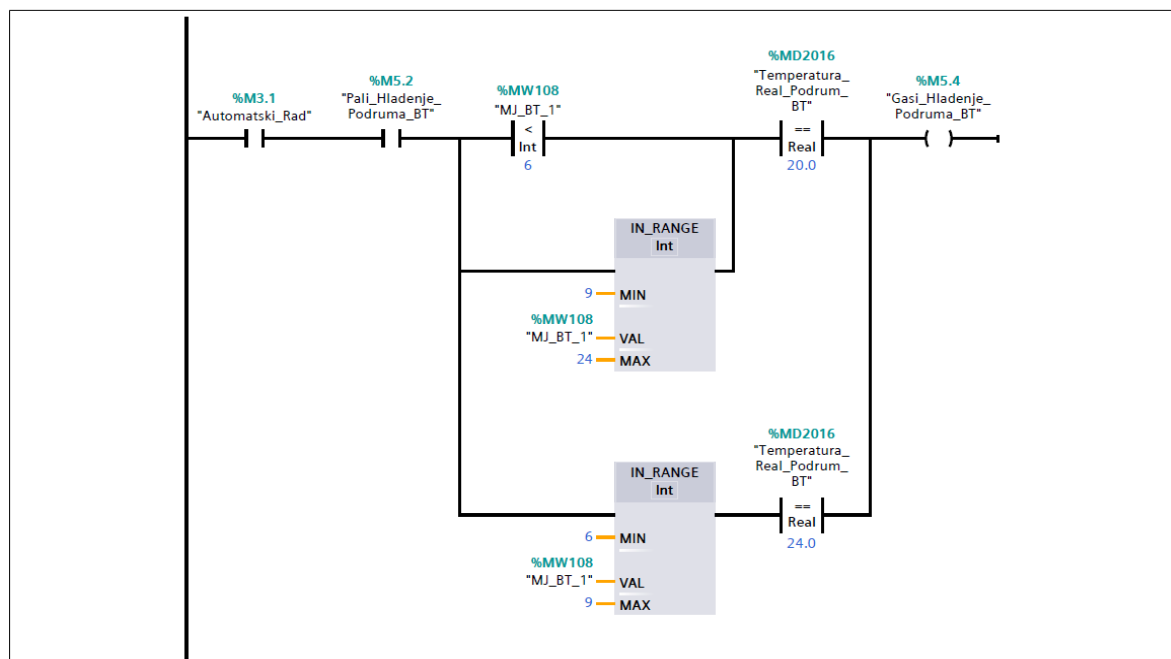 %M3.1
"Automatski_Rad"
%M5.2
"Pali_Hladenje_
Podruma_BT"
%MW108
"MJ_BT_1"
<
Int
6
%MD2016
"Temperatura_
Real_Podrum_
BT"
==
Real
20.0
%M5.4
"Gasi_Hladenje_
Podruma_BT"
IN_RANGE
Int
9 MIN
%MW108
"MJ_BT_1" VAL
24 MAX
IN_RANGE
Int
6 MIN
%MW108
"MJ_BT_1" VAL
9 MAX
%MD2016
"Temperatura_
Real_Podrum_
BT"
==
Real
24.0